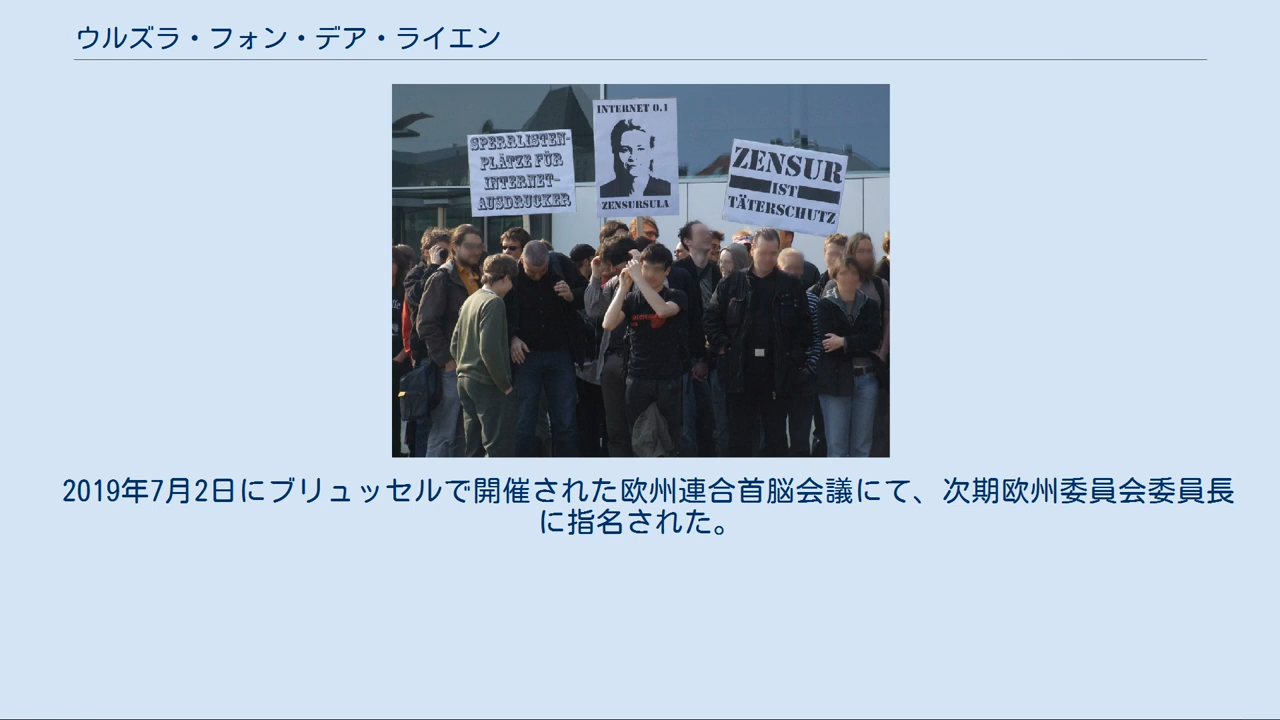 ウルズラ・フォン・デア・ライエン
SPERRLISTEN-
PLÄTZE FÜR
INTERNET-
AUSDRUCKER
INTERNET 0.1
ZENSURSULA
ZENSUR
IST
TÄTERSCHUTZ
2019年7月2日にブリュッセルで開催された欧州連合首脳会議にて、次期欧州委員会委員長
に指名された。